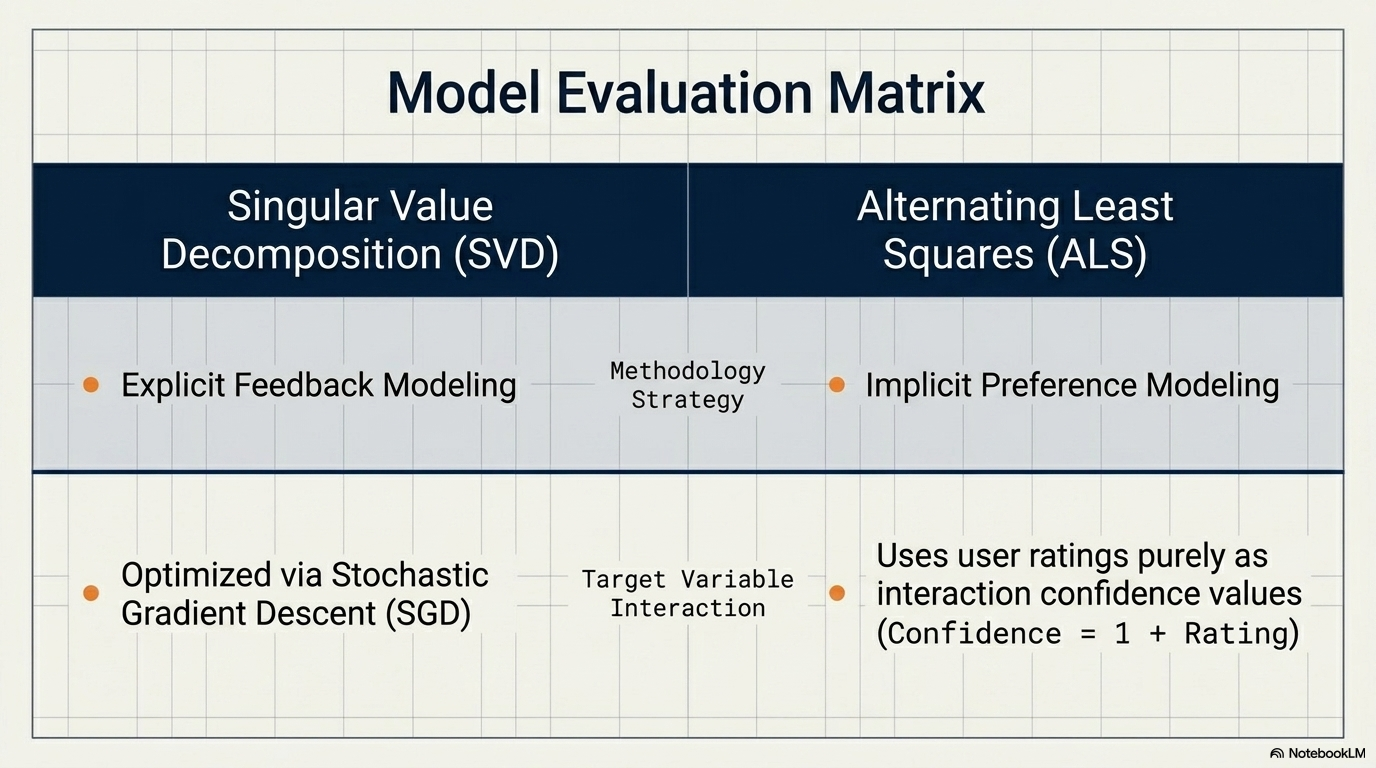 Model Evaluation Matrix
Singular Value
Decomposition (SVD)
Alternating Least
Squares (ALS)
Explicit Feedback Modeling
Methodology
Strategy
Implicit Preference Modeling
Optimized via Stochastic
Gradient Descent (SGD)
Target Variable
Interaction
Uses user ratings purely as
interaction confidence values
(Confidence = 1 + Rating)
NotebookLM